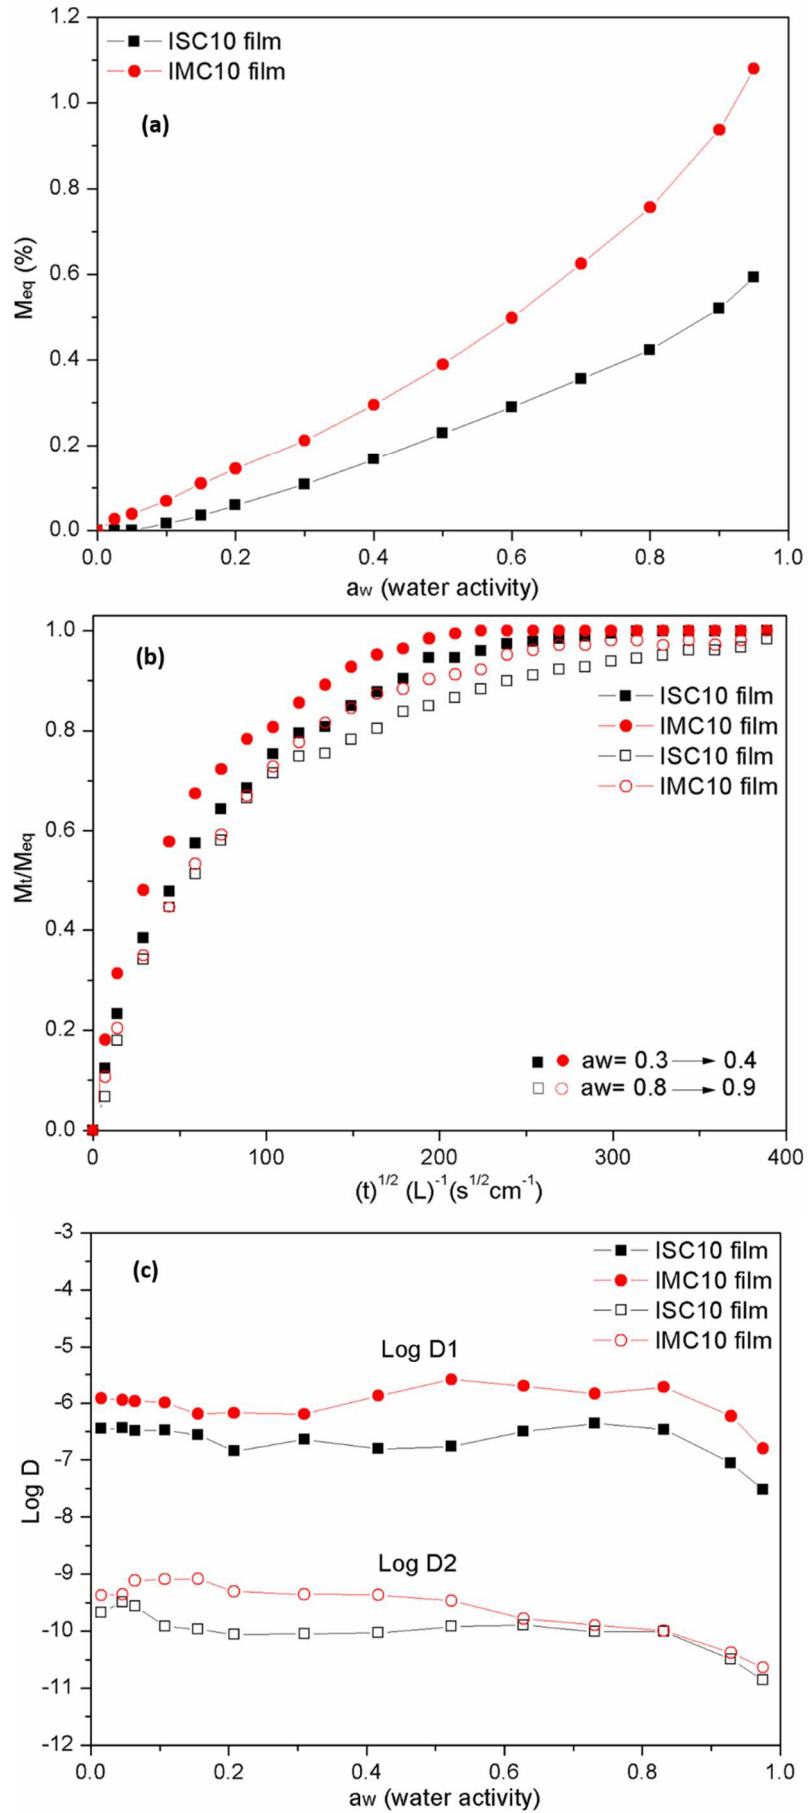 ISC10 film
IMC10 film
(a)
1.2
1.0
0.8
0.6
0.4
0.2
0.0
Meq (%)
0.0 0.2 0.4 0.6 0.8 1.0
aw (water activity)
(b)
1.0
0.8
0.6
0.4
0.2
0.0
Mt/Meq
ISC10 film
IMC10 film
ISC10 film
IMC10 film
aw= 0.3 → 0.4
aw= 0.8 → 0.9
0 100 200 300 400
(t)1/2 (L)-1(s1/2cm-1)
(c)
ISC10 film
IMC10 film
ISC10 film
IMC10 film
-3
-4
-5
-6
-7
-8
-9
-10
-11
-12
Log D
Log D1
Log D2
0.0 0.2 0.4 0.6 0.8 1.0
aw (water activity)